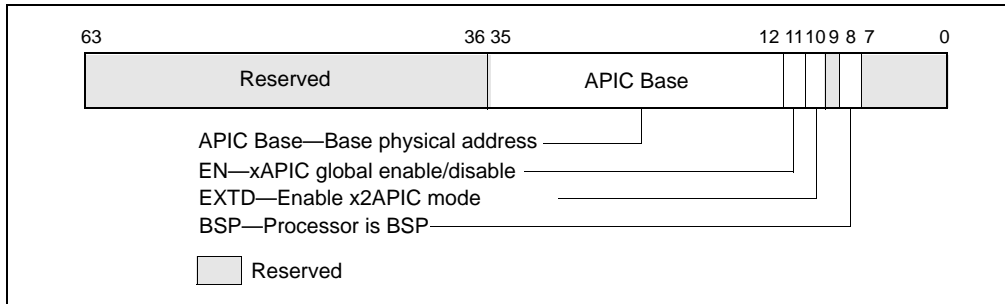 63 36 35 12 11 10 9 8 7 0
Reserved APIC Base
APIC Base—Base physical address
EN—xAPIC global enable/disable
EXTD—Enable x2APIC mode
BSP—Processor is BSP
Reserved